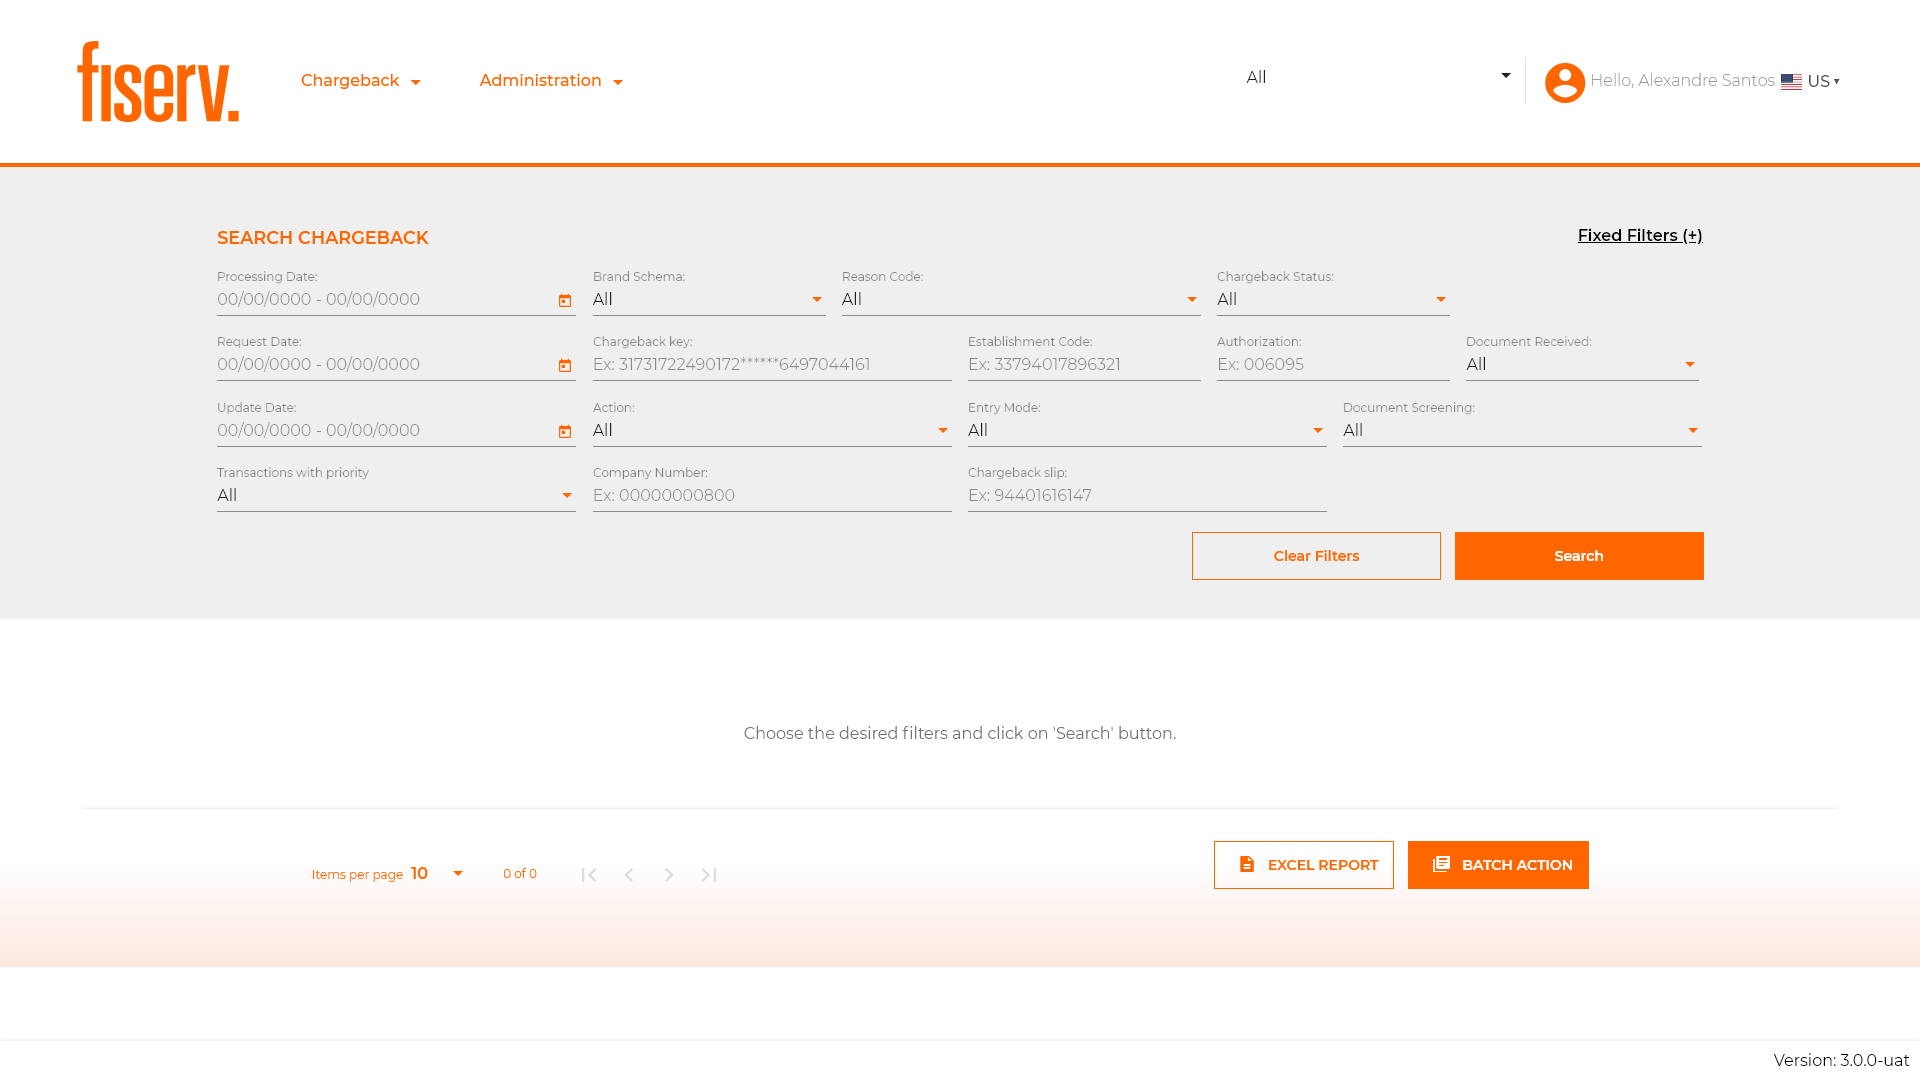 fiserv.
Chargeback
Administration
All
Hello, Alexandre Santos
US
SEARCH CHARGEBACK
Fixed Filters (+)
Processing Date:
00/00/0000 - 00/00/0000
Brand Schema:
All
Reason Code:
All
Chargeback Status:
All
Request Date:
00/00/0000 - 00/00/0000
Chargeback key:
Ex: 31731722490172******6497044161
Establishment Code:
Ex: 33794017896321
Authorization:
Ex: 006095
Document Received:
All
Update Date:
00/00/0000 - 00/00/0000
Action:
All
Entry Mode:
All
Document Screening:
All
Transactions with priority
All
Company Number:
Ex: 00000000800
Chargeback slip:
Ex: 94401616147
Clear Filters
Search
Choose the desired filters and click on 'Search' button.
Items per page 10
0 of 0
EXCEL REPORT
BATCH ACTION
Version: 3.0.0-uat